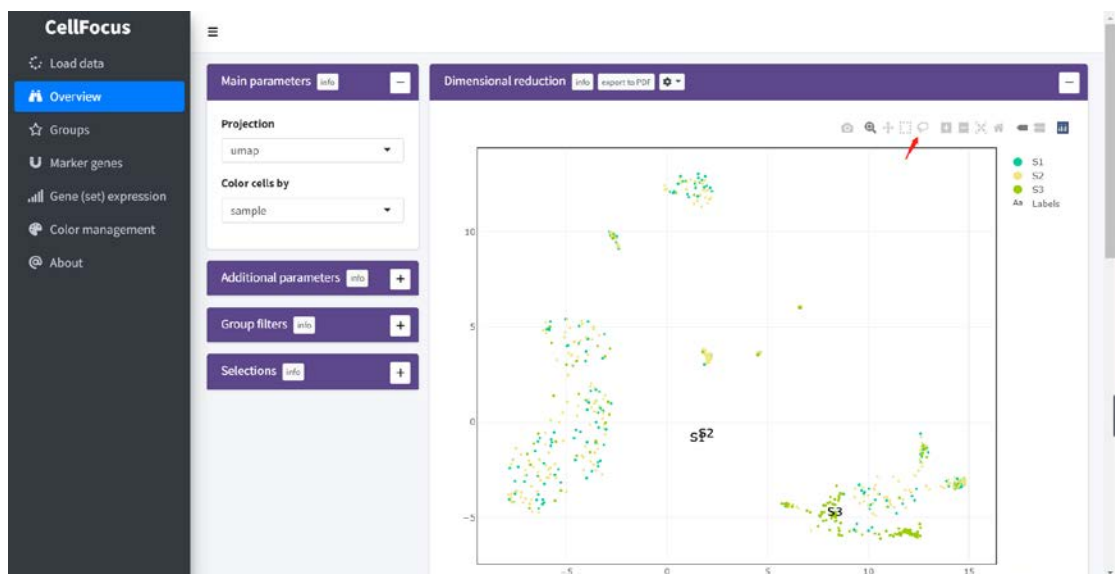 CellFocus
Load data
Overview
Groups
Marker genes
Gene (set) expression
Color management
About
Main parameters info
Projection
umap
Color cells by
sample
Additional parameters info
Group filters info
Selections info
Dimensional reduction info export to PDF
S1
S2
S3
Aa Labels
10
5
0
−5
S1
S2
S3
−5
0
5
10
15